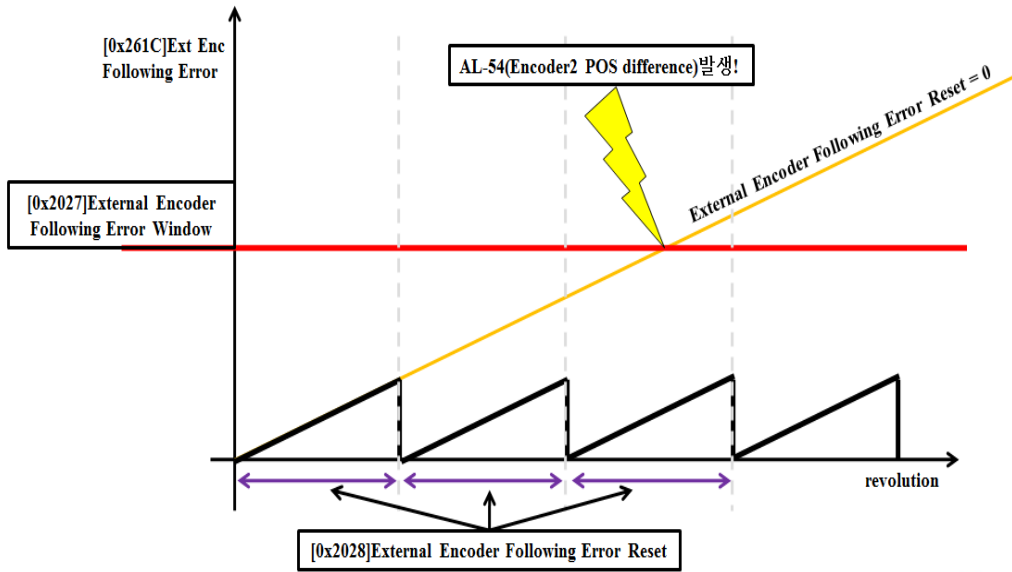 [0x261C]Ext Enc
Following Error
AL-54(Encoder2 POS difference)발생!
External Encoder Following Error Reset = 0
[0x2027]External Encoder
Following Error Window
revolution
[0x2028]External Encoder Following Error Reset